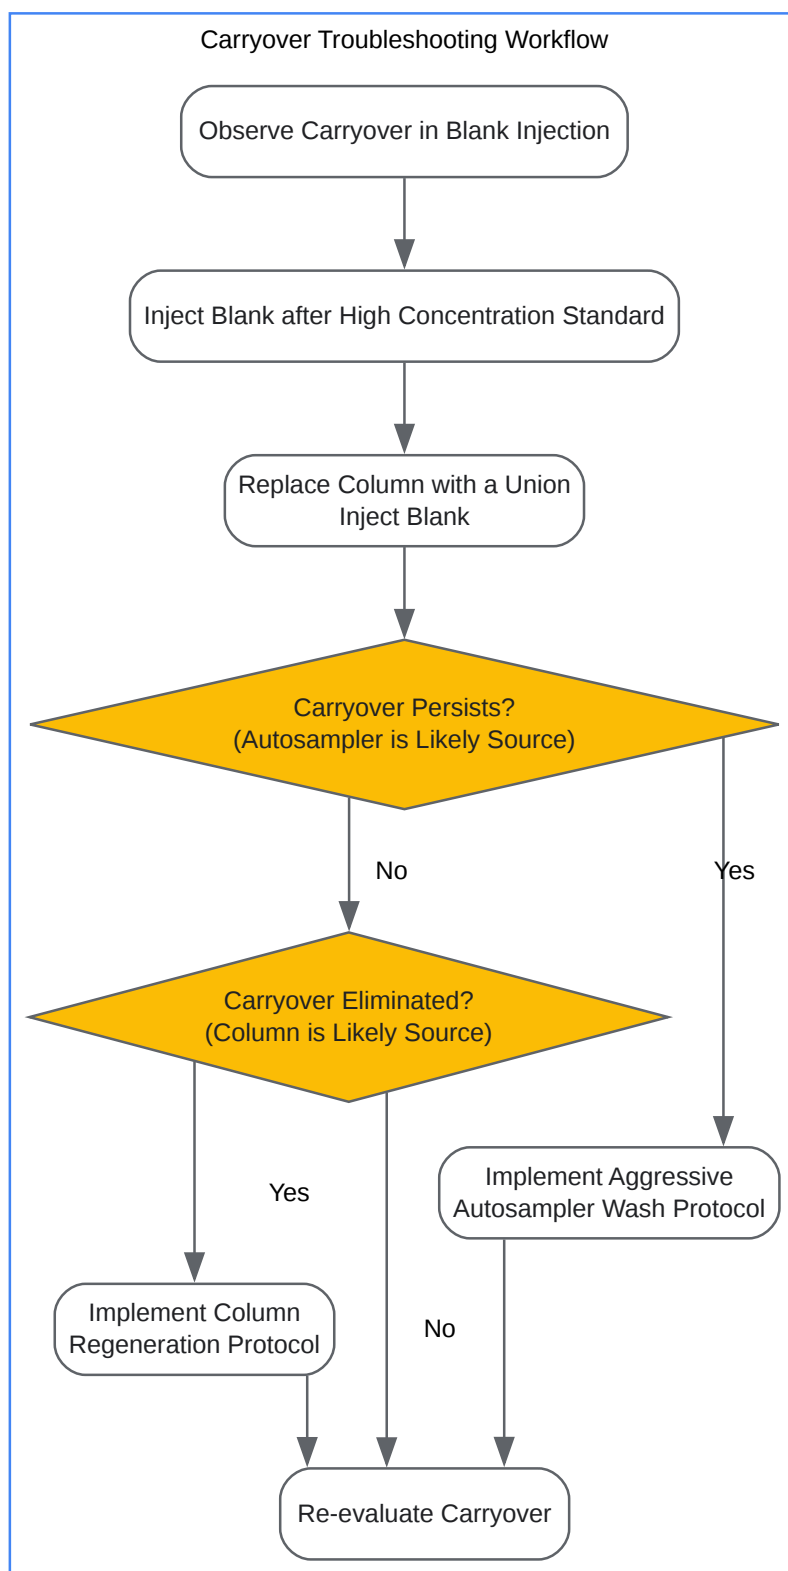 Carryover Troubleshooting Workflow
Observe Carryover in Blank Injection
Inject Blank after High Concentration Standard
Replace Column with a Union
Inject Blank
Carryover Persists?
(Autosampler is Likely Source)
No
Yes
Carryover Eliminated?
(Column is Likely Source)
Yes
Implement Aggressive
Autosampler Wash Protocol
Implement Column
Regeneration Protocol
No
Re-evaluate Carryover